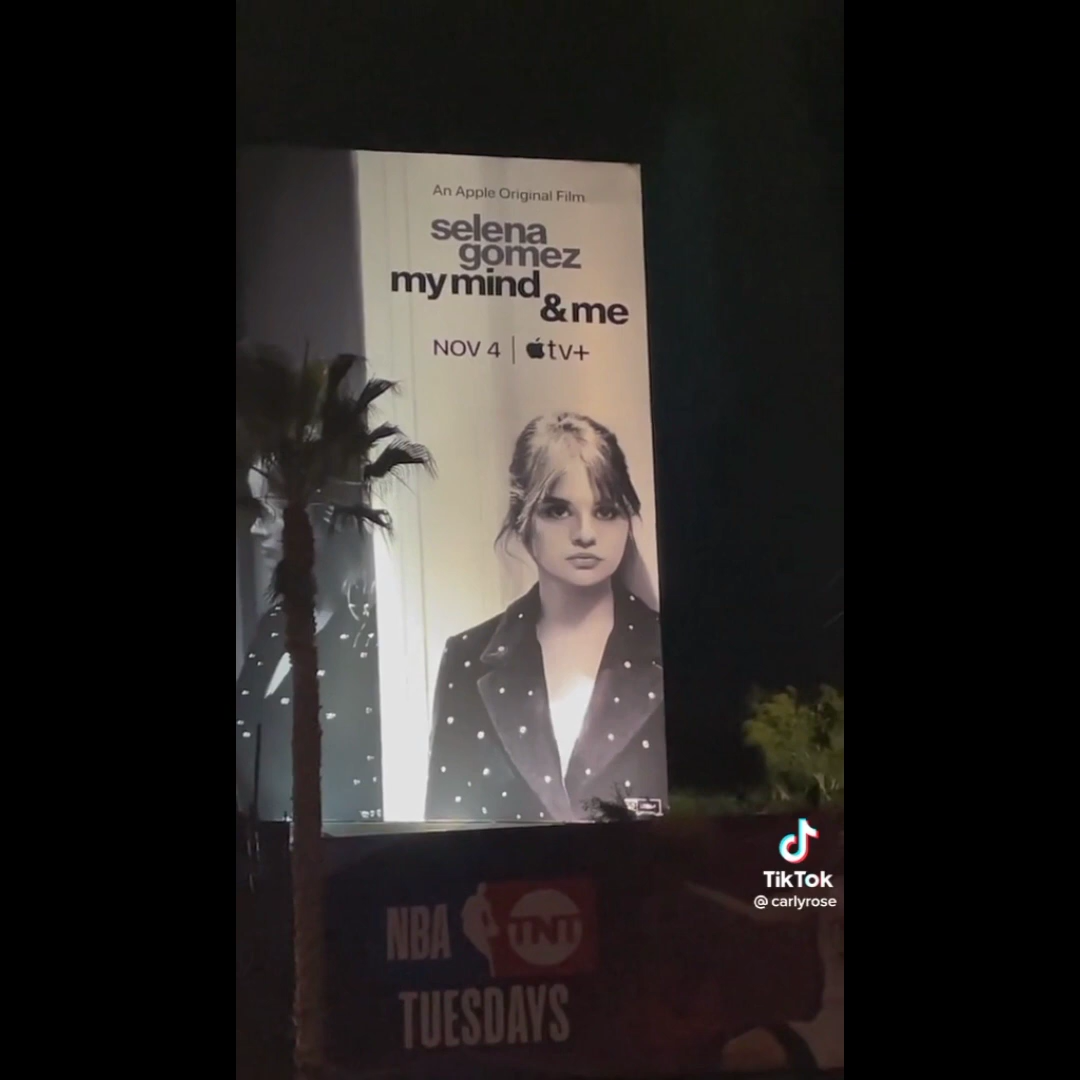 An Apple Original Film
selena
gomez
my mind
& me
NOV 4 | tv+
NBA TNT
TUESDAYS
TikTok
@ carlyrose